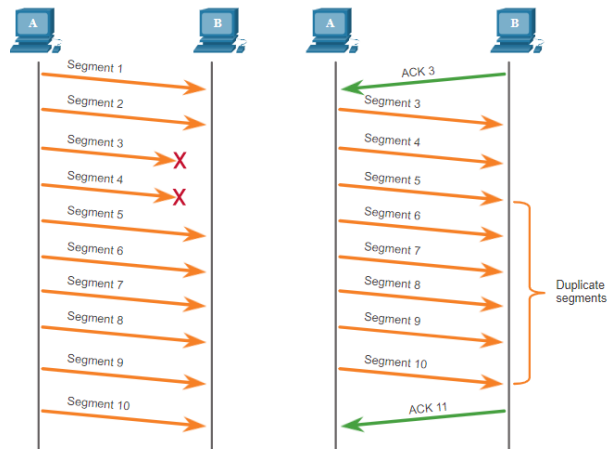 A
B
Segment 1
Segment 2
Segment 3
X
Segment 4
X
Segment 5
Segment 6
Segment 7
Segment 8
Segment 9
Segment 10
A
B
ACK 3
Segment 3
Segment 4
Segment 5
Segment 6
Segment 7
Segment 8
Segment 9
Segment 10
ACK 11
Duplicate
segments